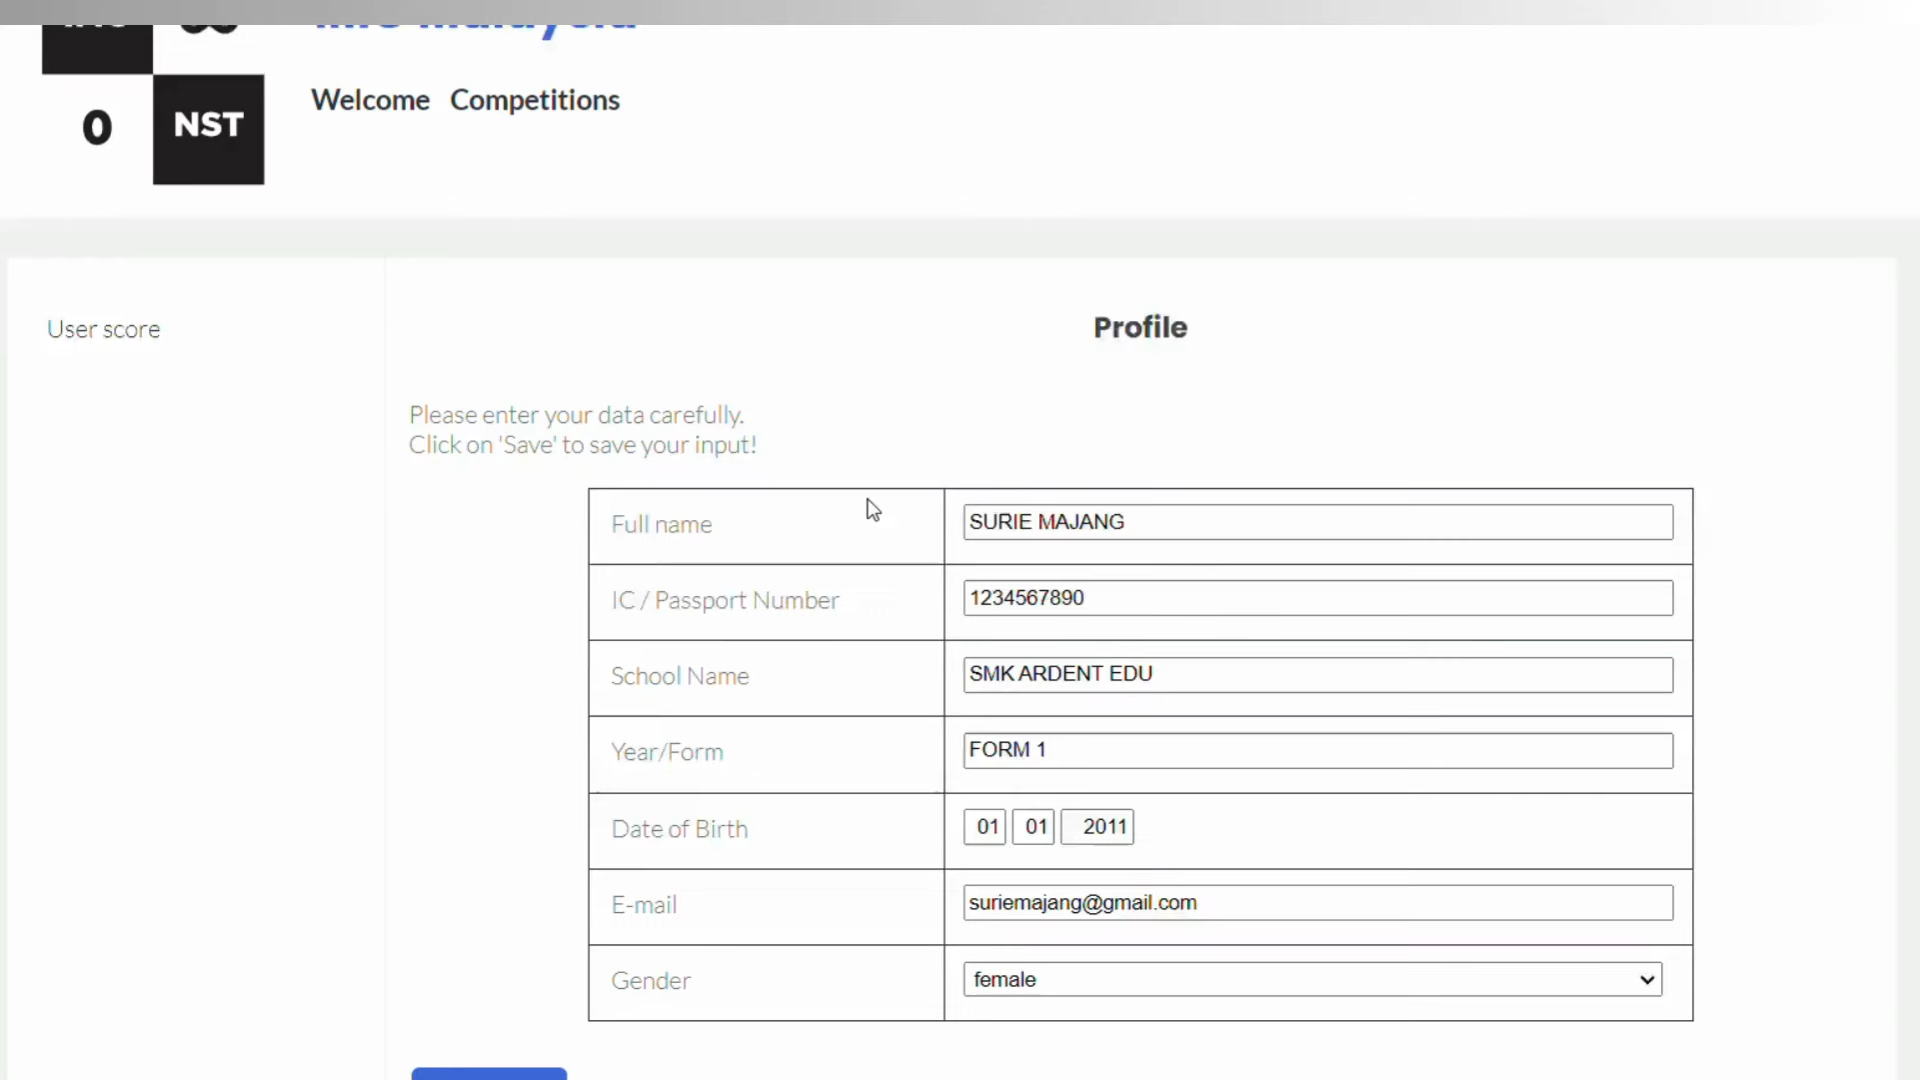 0
NST
Welcome Competitions
User score
Profile
Please enter your data carefully.
Click on 'Save' to save your input!
Full name
SURIE MAJANG
IC / Passport Number
1234567890
School Name
SMK ARDENT EDU
Year/Form
FORM 1
Date of Birth
01 01 2011
E-mail
suriemajang@gmail.com
Gender
female